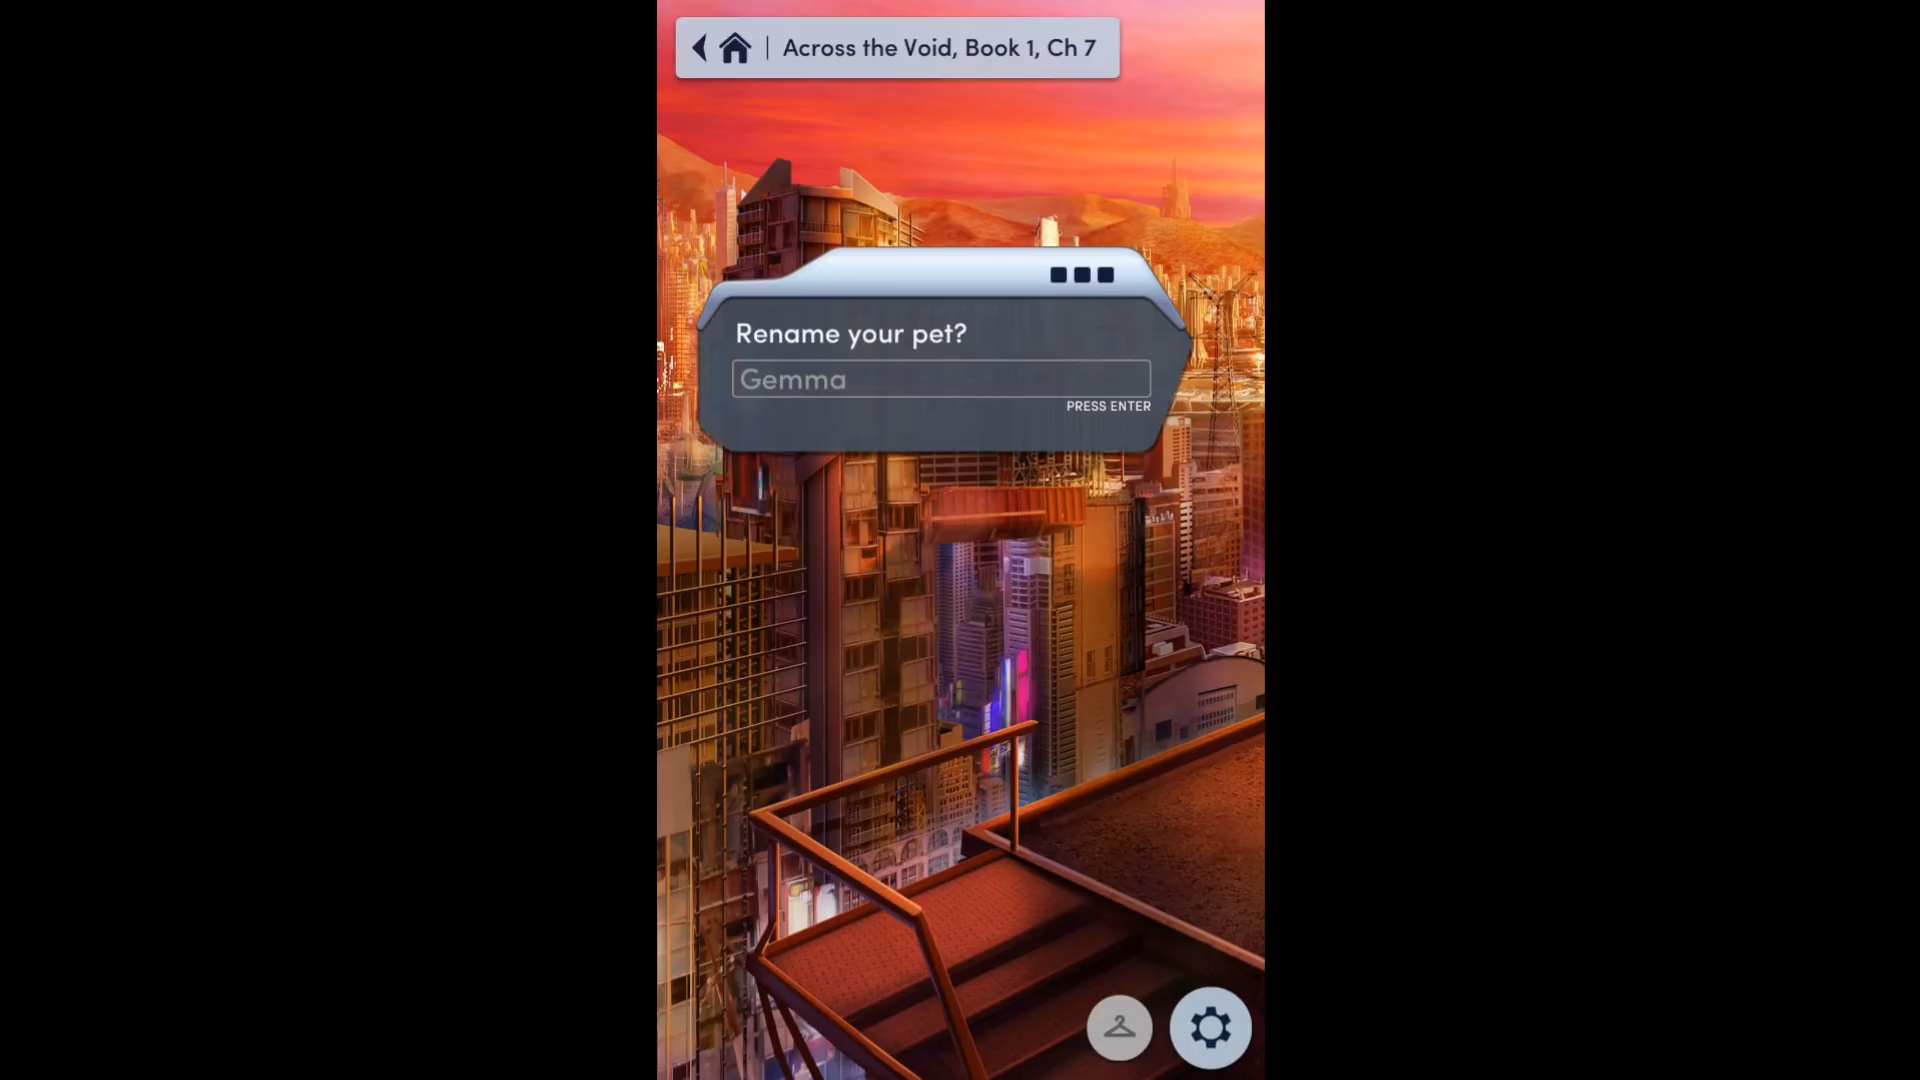 Across the Void, Book 1, Ch 7
Rename your pet?
Gemma
PRESS ENTER